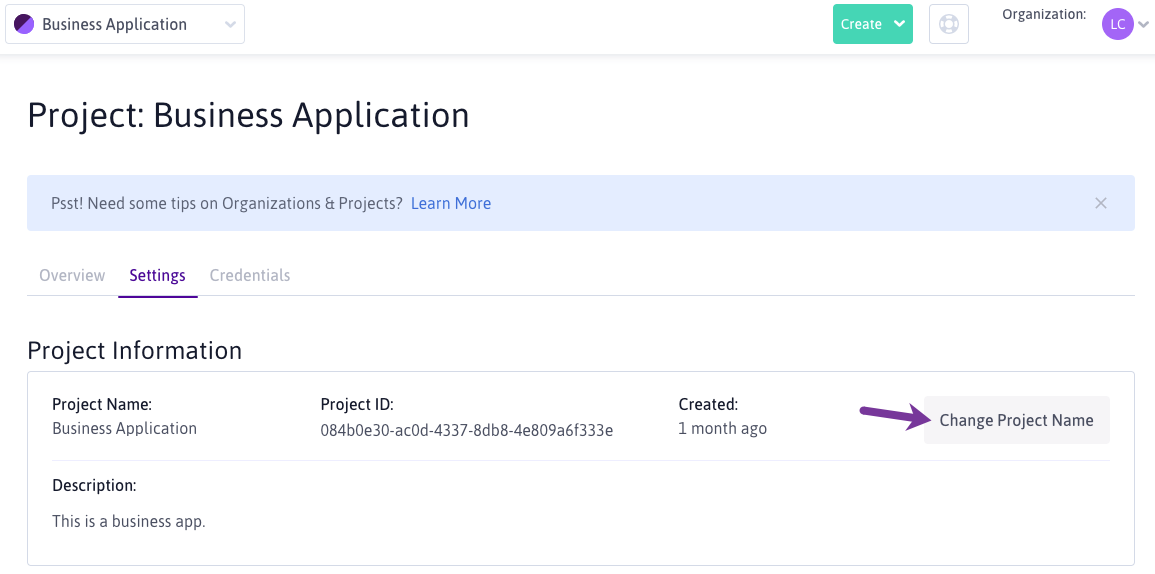 Business Application
Create
Organization:
LC
Project: Business Application
Psst! Need some tips on Organizations & Projects? Learn More
Overview Settings Credentials
Project Information
Project Name: Project ID: Created:
Business Application 084b0e30-ac0d-4337-8db8-4e809a6f333e 1 month ago
Change Project Name
Description:
This is a business app.